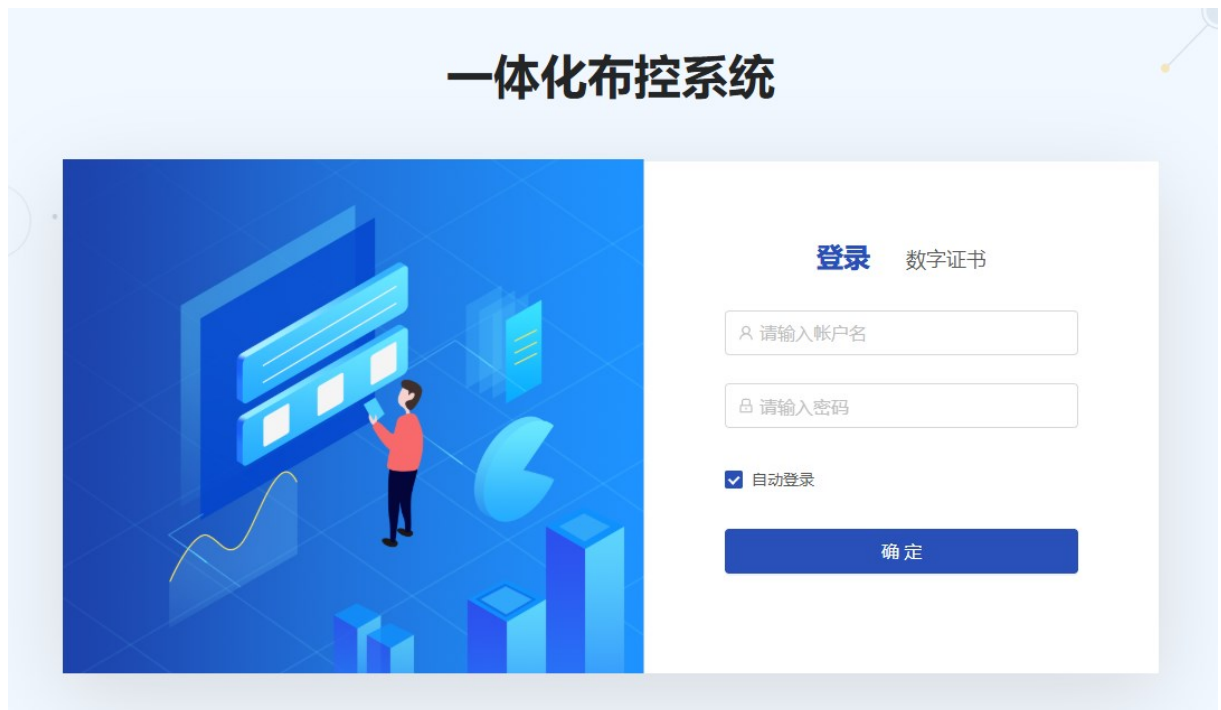 一体化布控系统
登录 数字证书
请输入帐户名
请输入密码
自动登录
确定